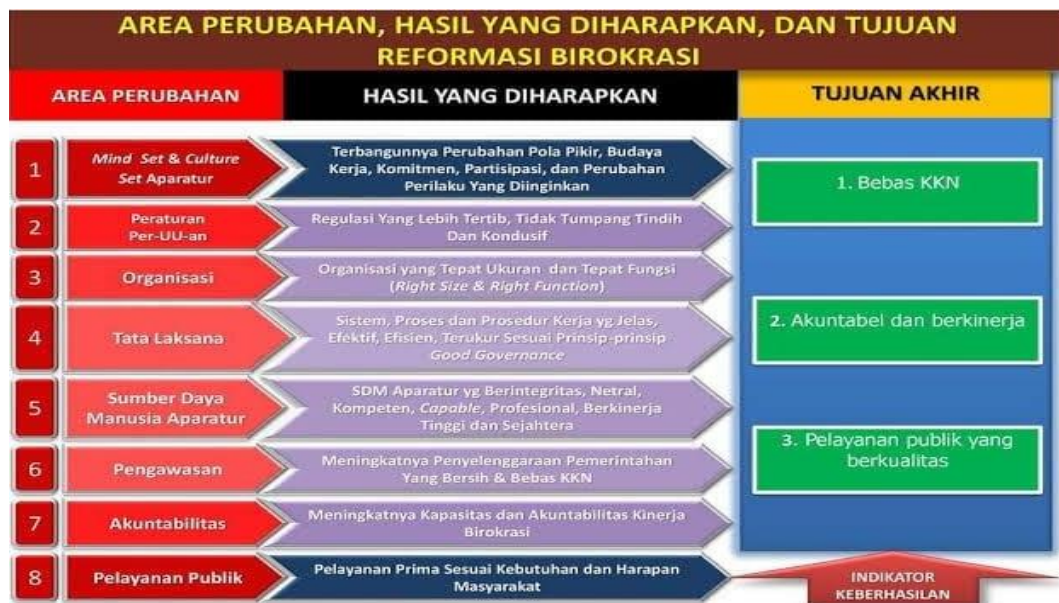 AREA PERUBAHAN, HASIL YANG DIHARAPKAN, DAN TUJUAN
REFORMASI BIROKRASI
AREA PERUBAHAN
HASIL YANG DIHARAPKAN
TUJUAN AKHIR
1
Mind Set & Culture
Set Aparatur
Terbangunnya Perubahan Pola Pikir, Budaya
Kerja, Komitmen, Partisipasi, dan Perubahan
Perilaku Yang Diinginkan
2
Peraturan
Per-UU-an
Regulasi Yang Lebih Tertib, Tidak Tumpang Tindih
Dan Kondusif
3
Organisasi
Organisasi yang Tepat Ukuran dan Tepat Fungsi
(Right Size & Right Function)
4
Tata Laksana
Sistem, Proses dan Prosedur Kerja yg Jelas,
Efektif, Efisien, Terukur Sesuai Prinsip-prinsip
Good Governance
5
Sumber Daya
Manusia Aparatur
SDM Aparatur yg Berintegritas, Netral,
Kompeten, Capable, Profesional, Berkinerja
Tinggi dan Sejahtera
6
Pengawasan
Meningkatnya Penyelenggaraan Pemerintahan
Yang Bersih & Bebas KKN
7
Akuntabilitas
Meningkatnya Kapasitas dan Akuntabilitas Kinerja
Birokrasi
8
Pelayanan Publik
Pelayanan Prima Sesuai Kebutuhan dan Harapan
Masyarakat
1. Bebas KKN
2. Akuntabel dan berkinerja
3. Pelayanan publik yang
berkualitas
INDIKATOR
KEBERHASILAN